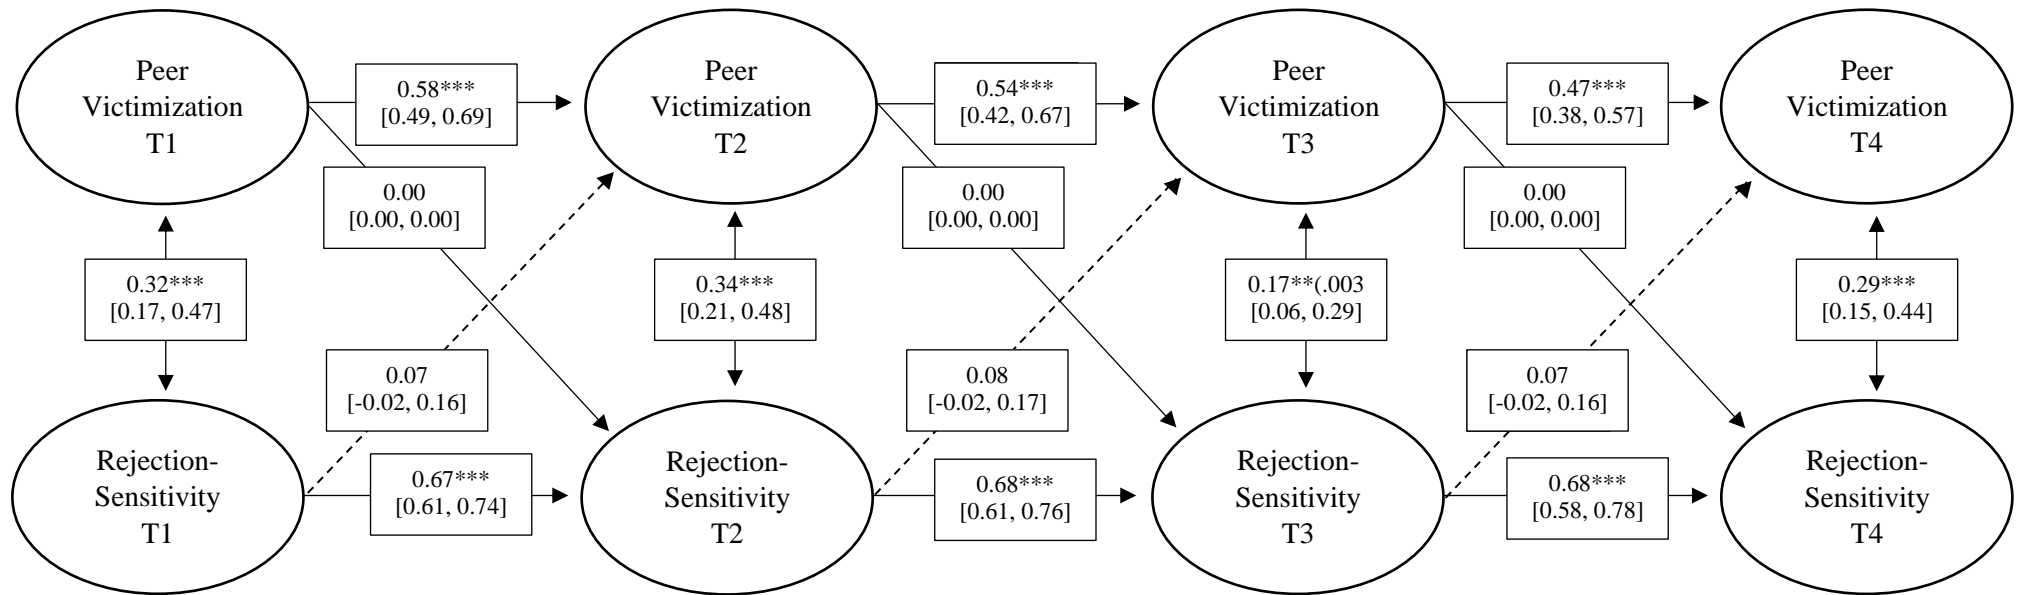 Peer
Victimization
T1
0.58***
[0.49, 0.69]
Peer
Victimization
T2
0.54***
[0.42, 0.67]
Peer
Victimization
T3
0.47***
[0.38, 0.57]
Peer
Victimization
T4
0.00
[0.00, 0.00]
0.00
[0.00, 0.00]
0.00
[0.00, 0.00]
0.32***
[0.17, 0.47]
0.34***
[0.21, 0.48]
0.17**(.003
[0.06, 0.29]
0.29***
[0.15, 0.44]
0.07
[-0.02, 0.16]
0.08
[-0.02, 0.17]
0.07
[-0.02, 0.16]
Rejection-
Sensitivity
T1
0.67***
[0.61, 0.74]
Rejection-
Sensitivity
T2
0.68***
[0.61, 0.76]
Rejection-
Sensitivity
T3
0.68***
[0.58, 0.78]
Rejection-
Sensitivity
T4